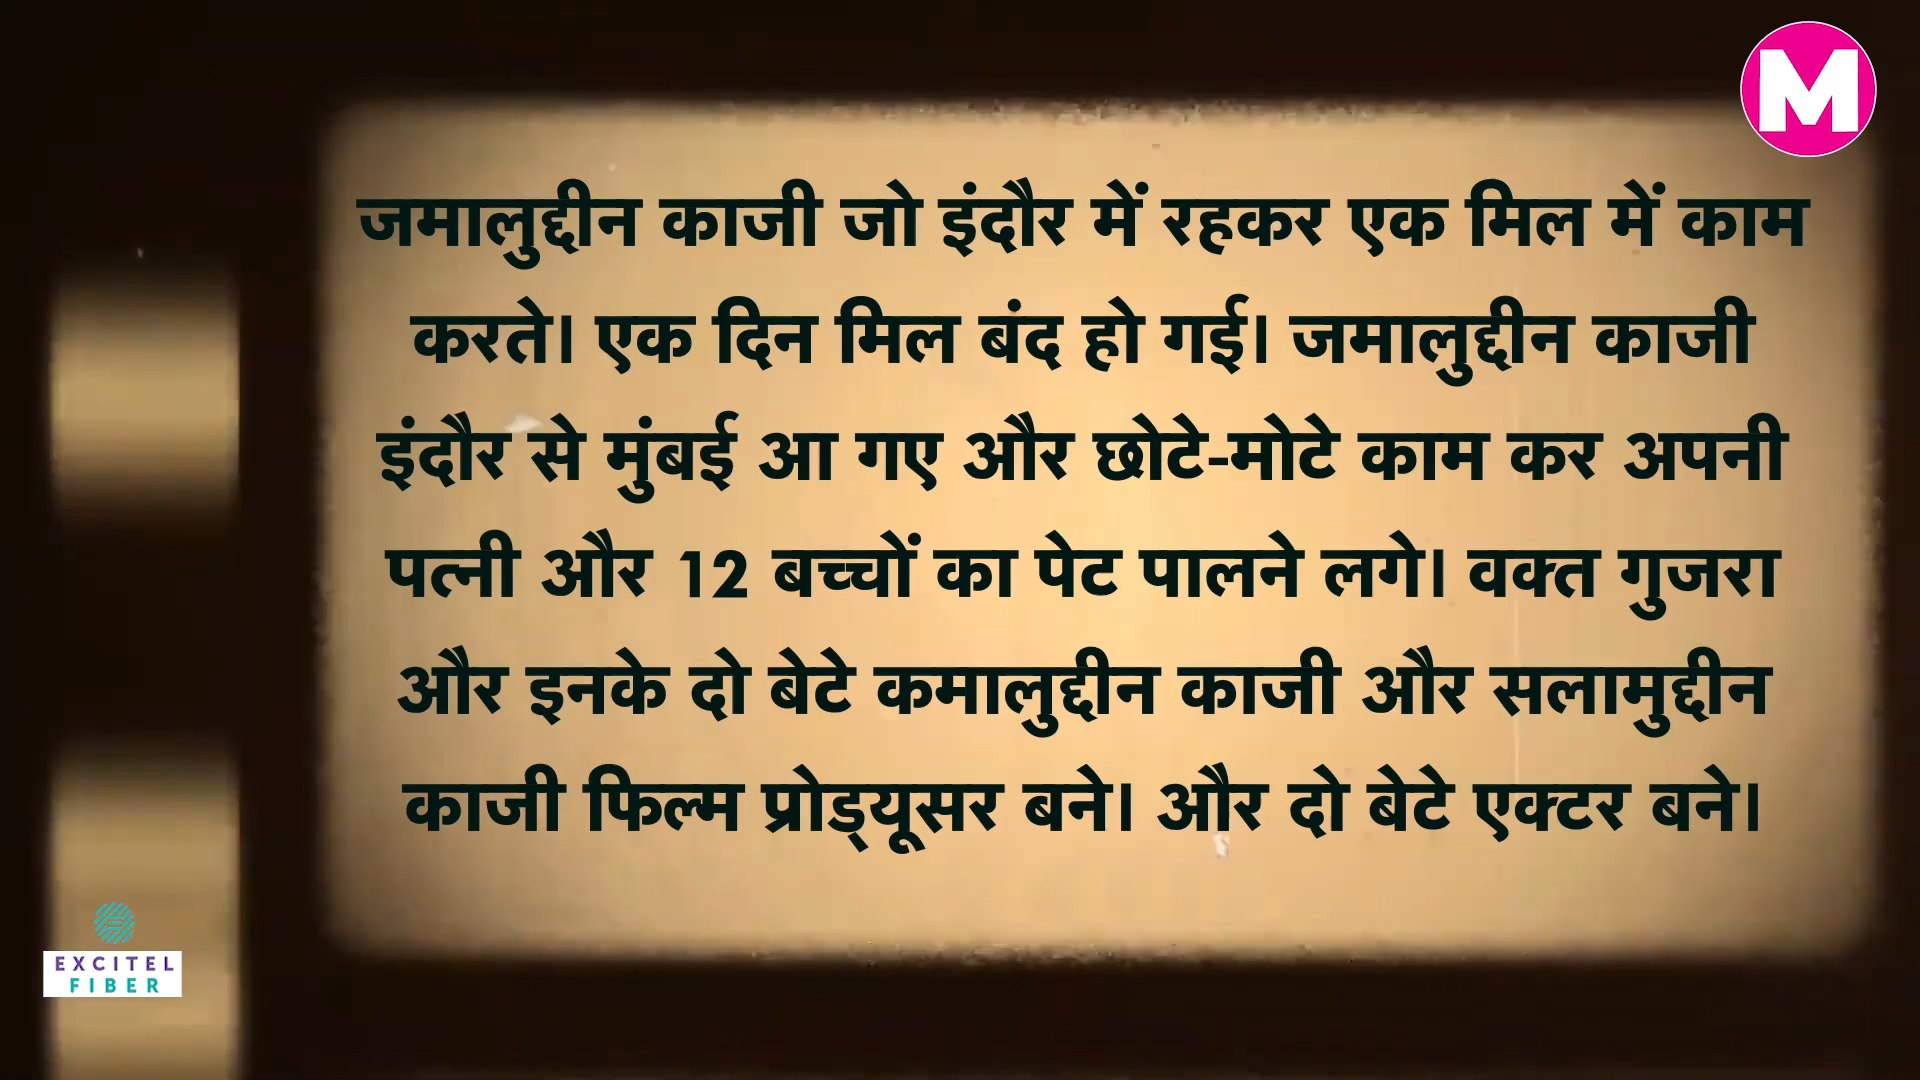 M
जमालुद्दीन काजी जो इंदौर में रहकर एक मिल में काम
करते। एक दिन मिल बंद हो गई। जमालुद्दीन काजी
इंदौर से मुंबई आ गए और छोटे-मोटे काम कर अपनी
पत्नी और 12 बच्चों का पेट पालने लगे। वक्त गुजरा
और इनके दो बेटे कमालुद्दीन काजी और सलामुद्दीन
काजी फिल्म प्रोड्यूसर बने। और दो बेटे एक्टर बने।
EXCITEL
FIBER